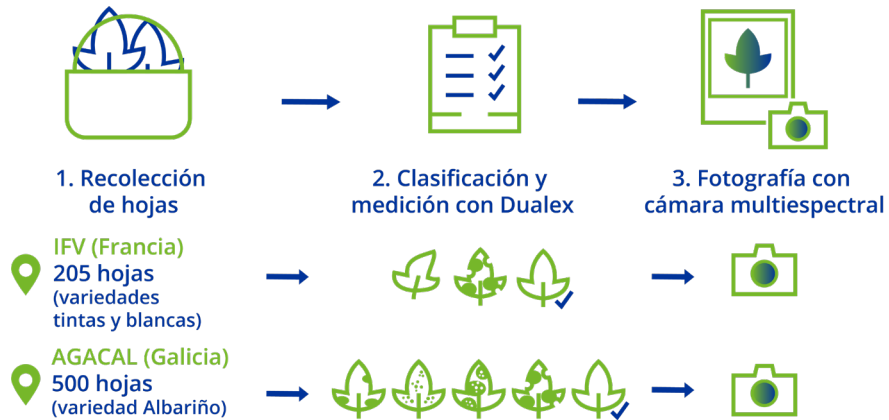 1. Recolección
de hojas
2. Clasificación y
medición con Dualex
3. Fotografía con
cámara multiespectral
IFV (Francia)
205 hojas
(variedades
tintas y blancas)
AGACAL (Galicia)
500 hojas
(variedad Albariño)